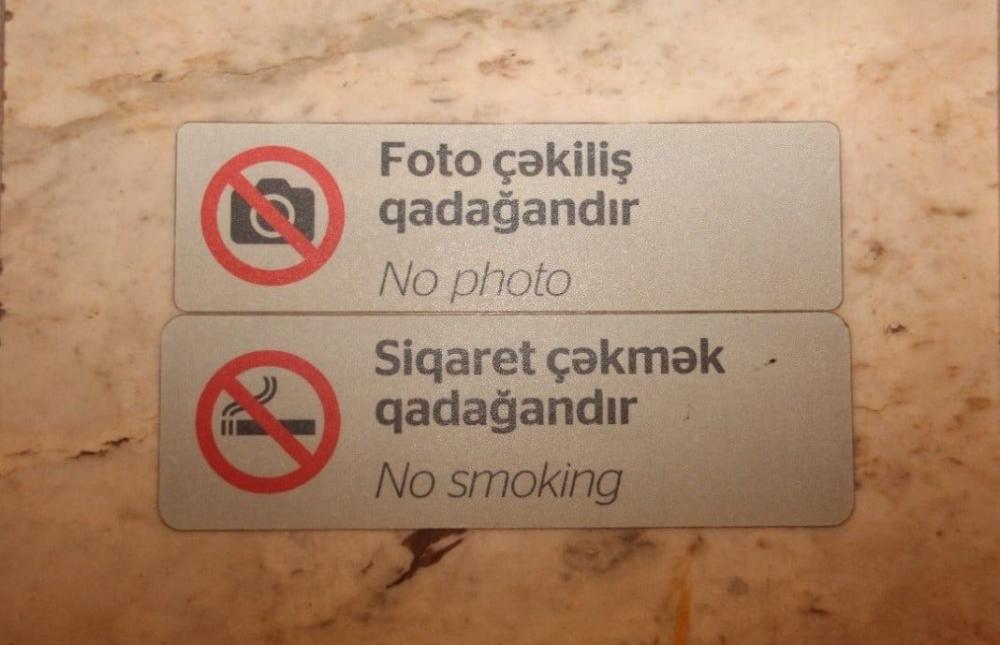 Foto çəkiliş
qadağandır
No photo
Siqaret çəkmək
qadağandır
No smoking